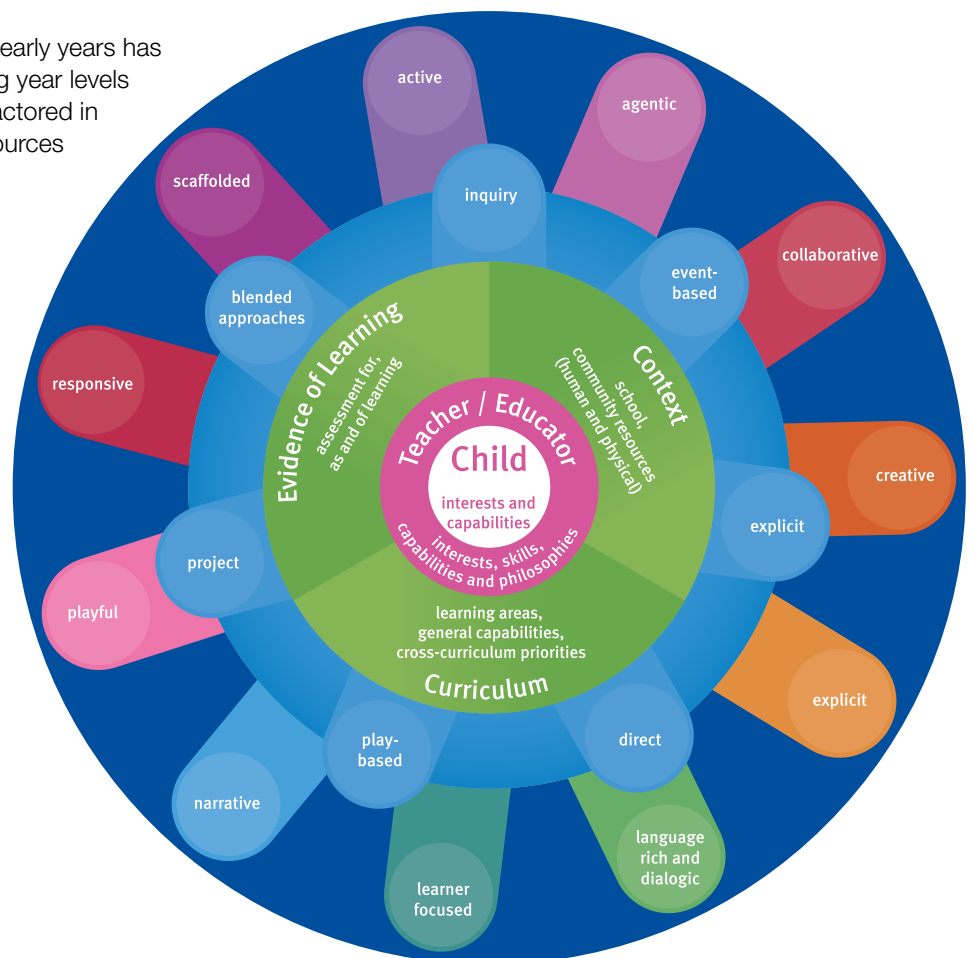 early years has
g year levels
actored in
ources
active
agentic
scaffolded
inquiry
collaborative
event-
based
blended
approaches
responsive
Evidence of Learning
assessment for,
as and of learning
Context
school,
community resources
(human and physical)
Teacher / Educator
Child
interests and
capabilities
interests, skills,
capabilities and philosophies
creative
explicit
project
playful
learning areas,
general capabilities,
cross-curriculum priorities
Curriculum
explicit
play-
based
direct
narrative
language
rich and
dialogic
learner
focused